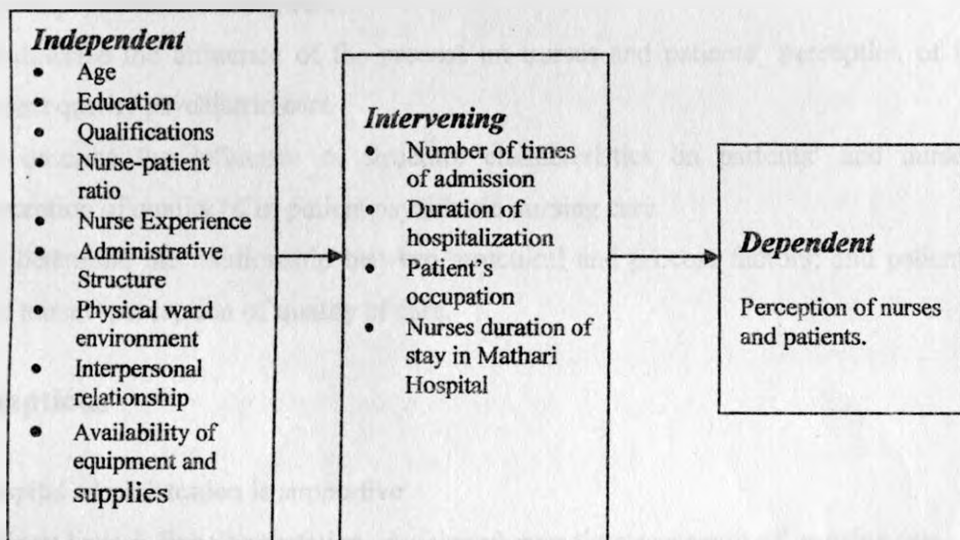 Independent
• Age
• Education
• Qualifications
• Nurse-patient
ratio
• Nurse Experience
• Administrative
Structure
• Physical ward
environment
• Interpersonal
relationship
• Availability of
equipment and
supplies
Intervening
• Number of times
of admission
• Duration of
hospitalization
• Patient's
occupation
• Nurses duration of
stay in Mathari
Hospital
Dependent
Perception of nurses
and patients.